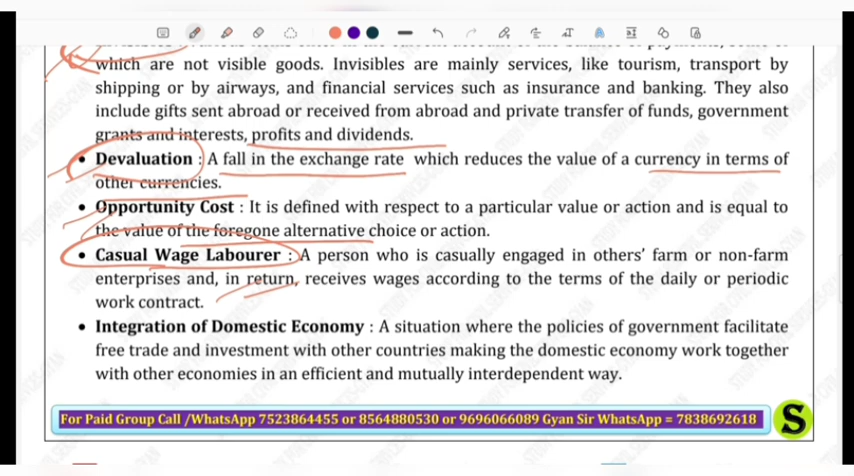 which are not visible goods. Invisibles are mainly services, like tourism, transport by
shipping or by airways, and financial services such as insurance and banking. They also
include gifts sent abroad or received from abroad and private transfer of funds, government
grants and interests, profits and dividends.
• Devaluation : A fall in the exchange rate which reduces the value of a currency in terms of
other currencies.
• Opportunity Cost : It is defined with respect to a particular value or action and is equal to
the value of the foregone alternative choice or action.
• Casual Wage Labourer : A person who is casually engaged in others’ farm or non-farm
enterprises and, in return, receives wages according to the terms of the daily or periodic
work contract.
• Integration of Domestic Economy : A situation where the policies of government facilitate
free trade and investment with other countries making the domestic economy work together
with other economies in an efficient and mutually interdependent way.
For Paid Group Call /WhatsApp 7523864455 or 8564880530 or 9696066089 Gyan Sir WhatsApp = 7838692618
S